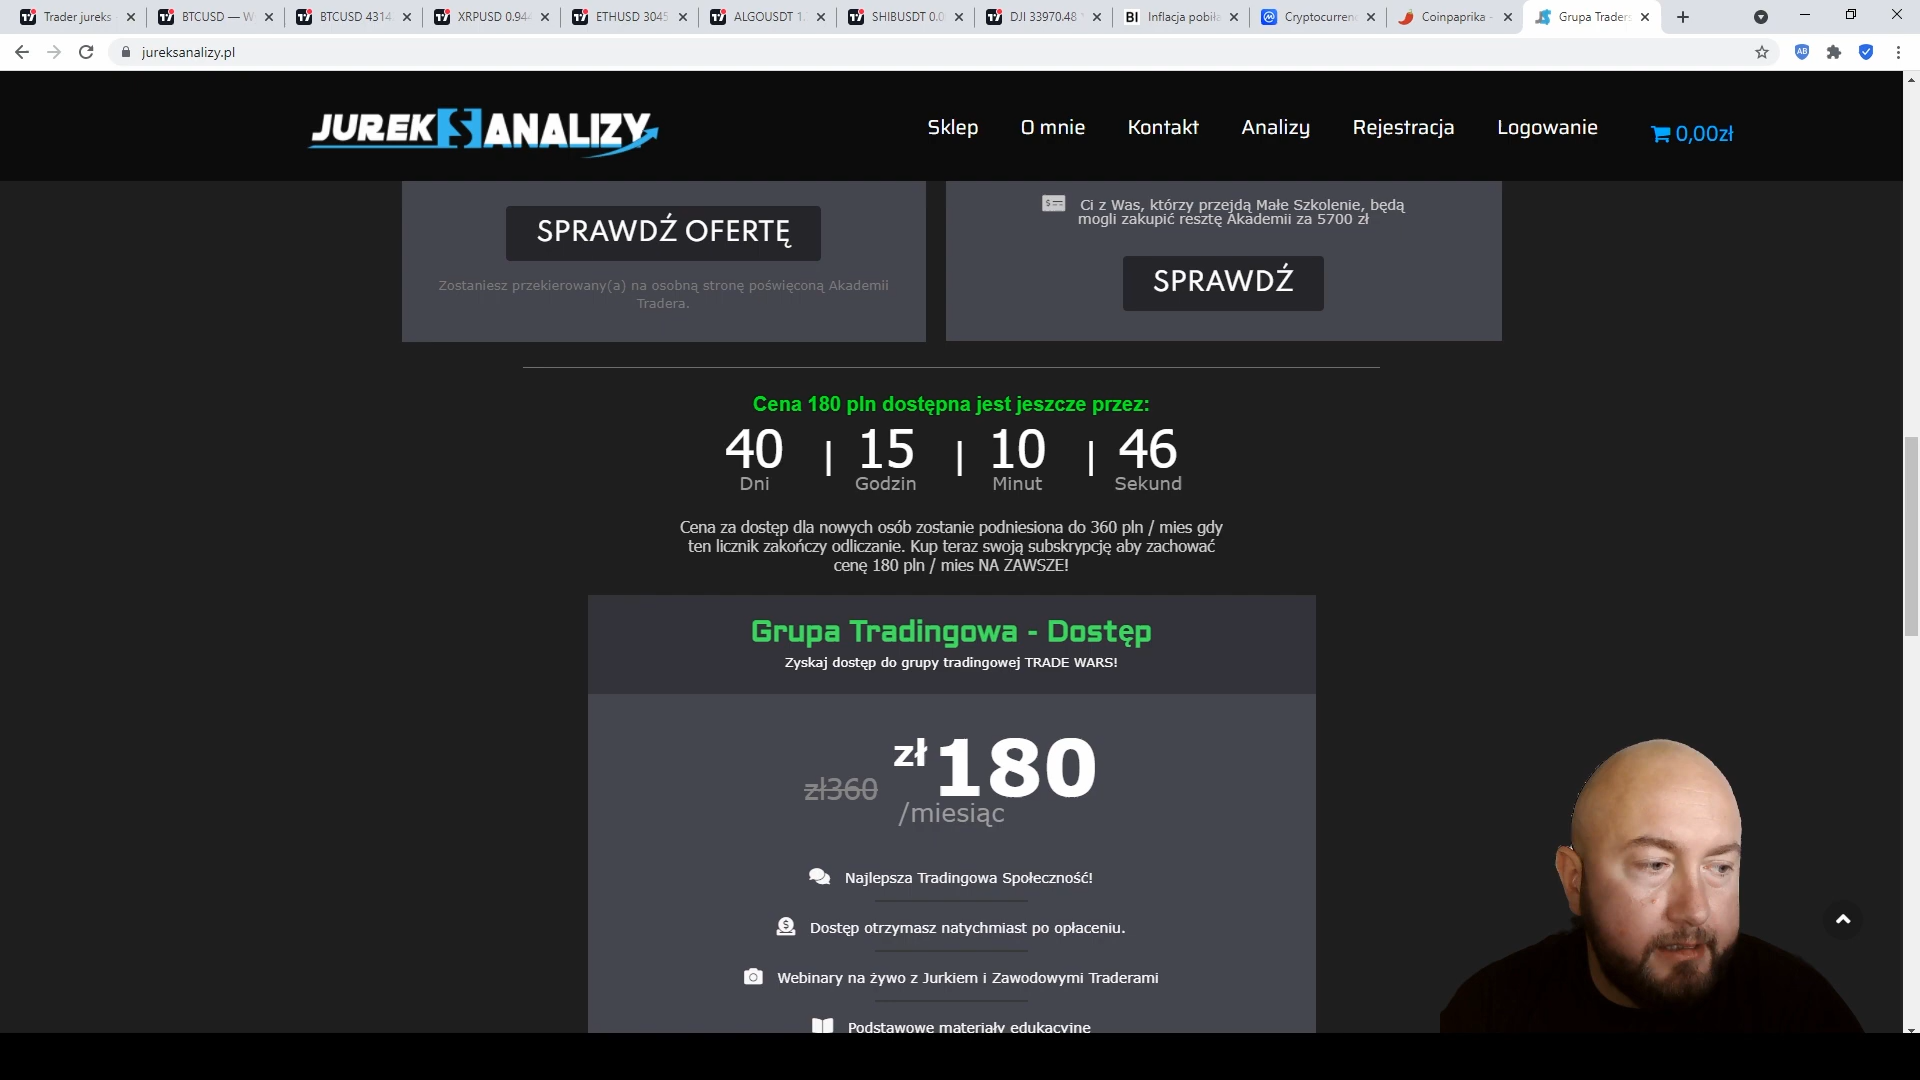 Trader jureks
BTCUSD — W
BTCUSD 4314
XRPUSD 0.94
ETHUSD 3045
ALGOUSDT 1.
SHIBUSDT 0.0
DJI 33970.48
BI Inflacja pobiła
Cryptocurrenc
Coinpaprika -
Grupa Traders
jureksanalizy.pl
JUREKSANALIZY
Sklep
O mnie
Kontakt
Analizy
Rejestracja
Logowanie
0,00zł
SPRAWDŹ OFERTĘ
Zostaniesz przekierowany(a) na osobną stronę poświęconą Akademii
Tradera.
Ci z Was, którzy przejdą Małe Szkolenie, będą
mogli zakupić resztę Akademii za 5700 zł
SPRAWDŹ
Cena 180 pln dostępna jest jeszcze przez:
40 | 15 | 10 | 46
Dni Godzin Minut Sekund
Cena za dostęp dla nowych osób zostanie podniesiona do 360 pln / mies gdy
ten licznik zakończy odliczanie. Kup teraz swoją subskrypcję aby zachować
cenę 180 pln / mies NA ZAWSZE!
Grupa Tradingowa - Dostęp
Zyskaj dostęp do grupy tradingowej TRADE WARS!
zł360 zł180
/miesiąc
Najlepsza Tradingowa Społeczność!
Dostęp otrzymasz natychmiast po opłaceniu.
Webinary na żywo z Jurkiem i Zawodowymi Traderami
Podstawowe materiały edukacyjne